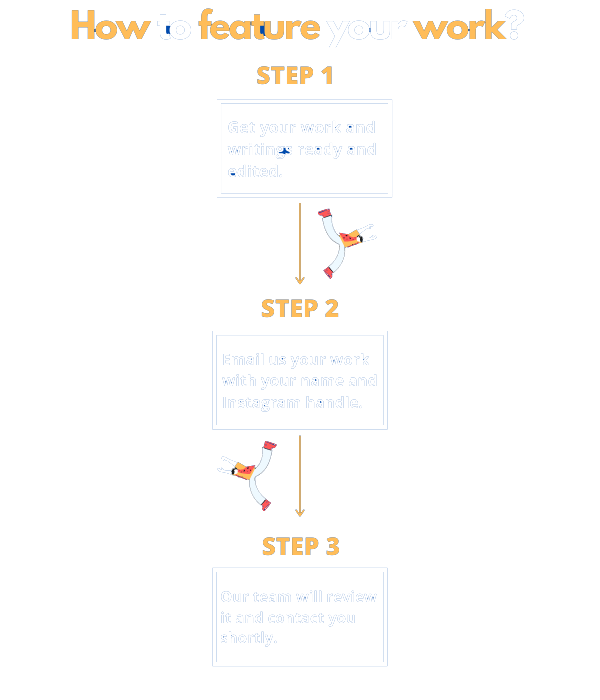 How to feature your work?
STEP 1
Get your work and
writings ready and
edited.
STEP 2
Email us your work
with your name and
Instagram handle.
STEP 3
Our team will review
it and contact you
shortly.